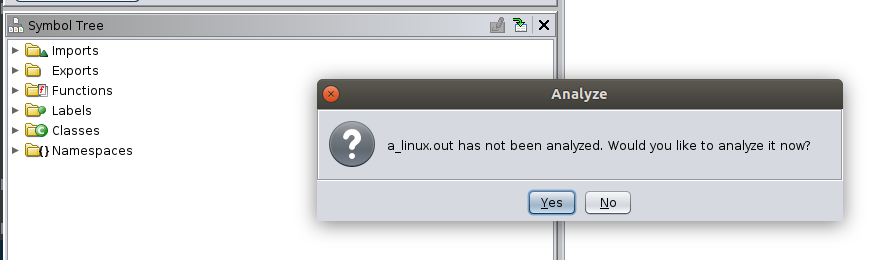 Symbol Tree
Imports
Exports
Functions
Labels
Classes
Namespaces
Analyze
a_linux.out has not been analyzed. Would you like to analyze it now?
Yes
No